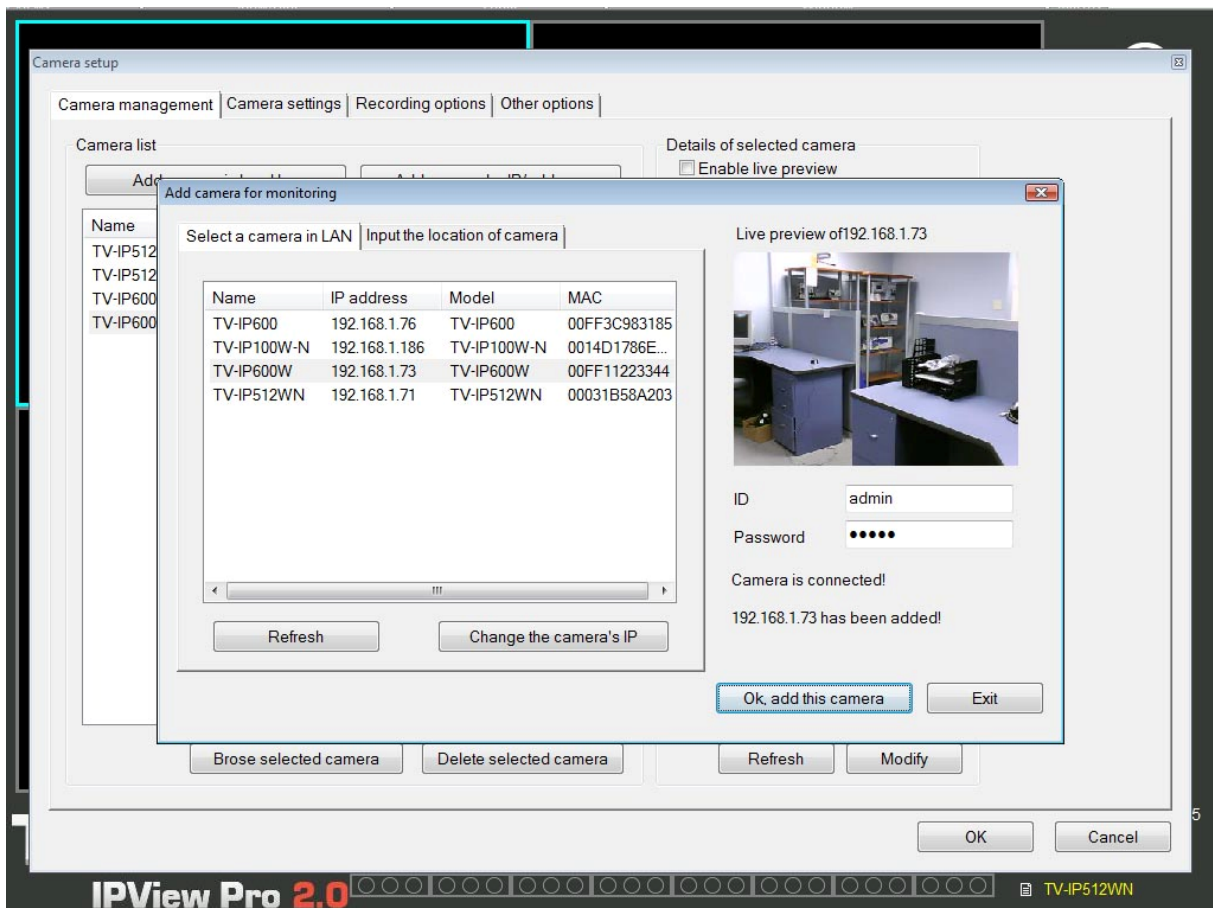 Camera setup
Camera management Camera settings Recording options Other options
Camera list
Details of selected camera
Enable live preview
Name
TV-IP512
TV-IP512
TV-IP600
TV-IP600
Add camera for monitoring
Select a camera in LAN Input the location of camera
Name IP address Model MAC
TV-IP600 192.168.1.76 TV-IP600 00FF3C983185
TV-IP100W-N 192.168.1.186 TV-IP100W-N 0014D1786E...
TV-IP600W 192.168.1.73 TV-IP600W 00FF11223344
TV-IP512WN 192.168.1.71 TV-IP512WN 00031B58A203
Refresh Change the camera's IP
Live preview of192.168.1.73
ID admin
Password •••••
Camera is connected!
192.168.1.73 has been added!
Ok, add this camera Exit
Brose selected camera Delete selected camera Refresh Modify
OK Cancel
5
IPView Pro 2.0
TV-IP512WN